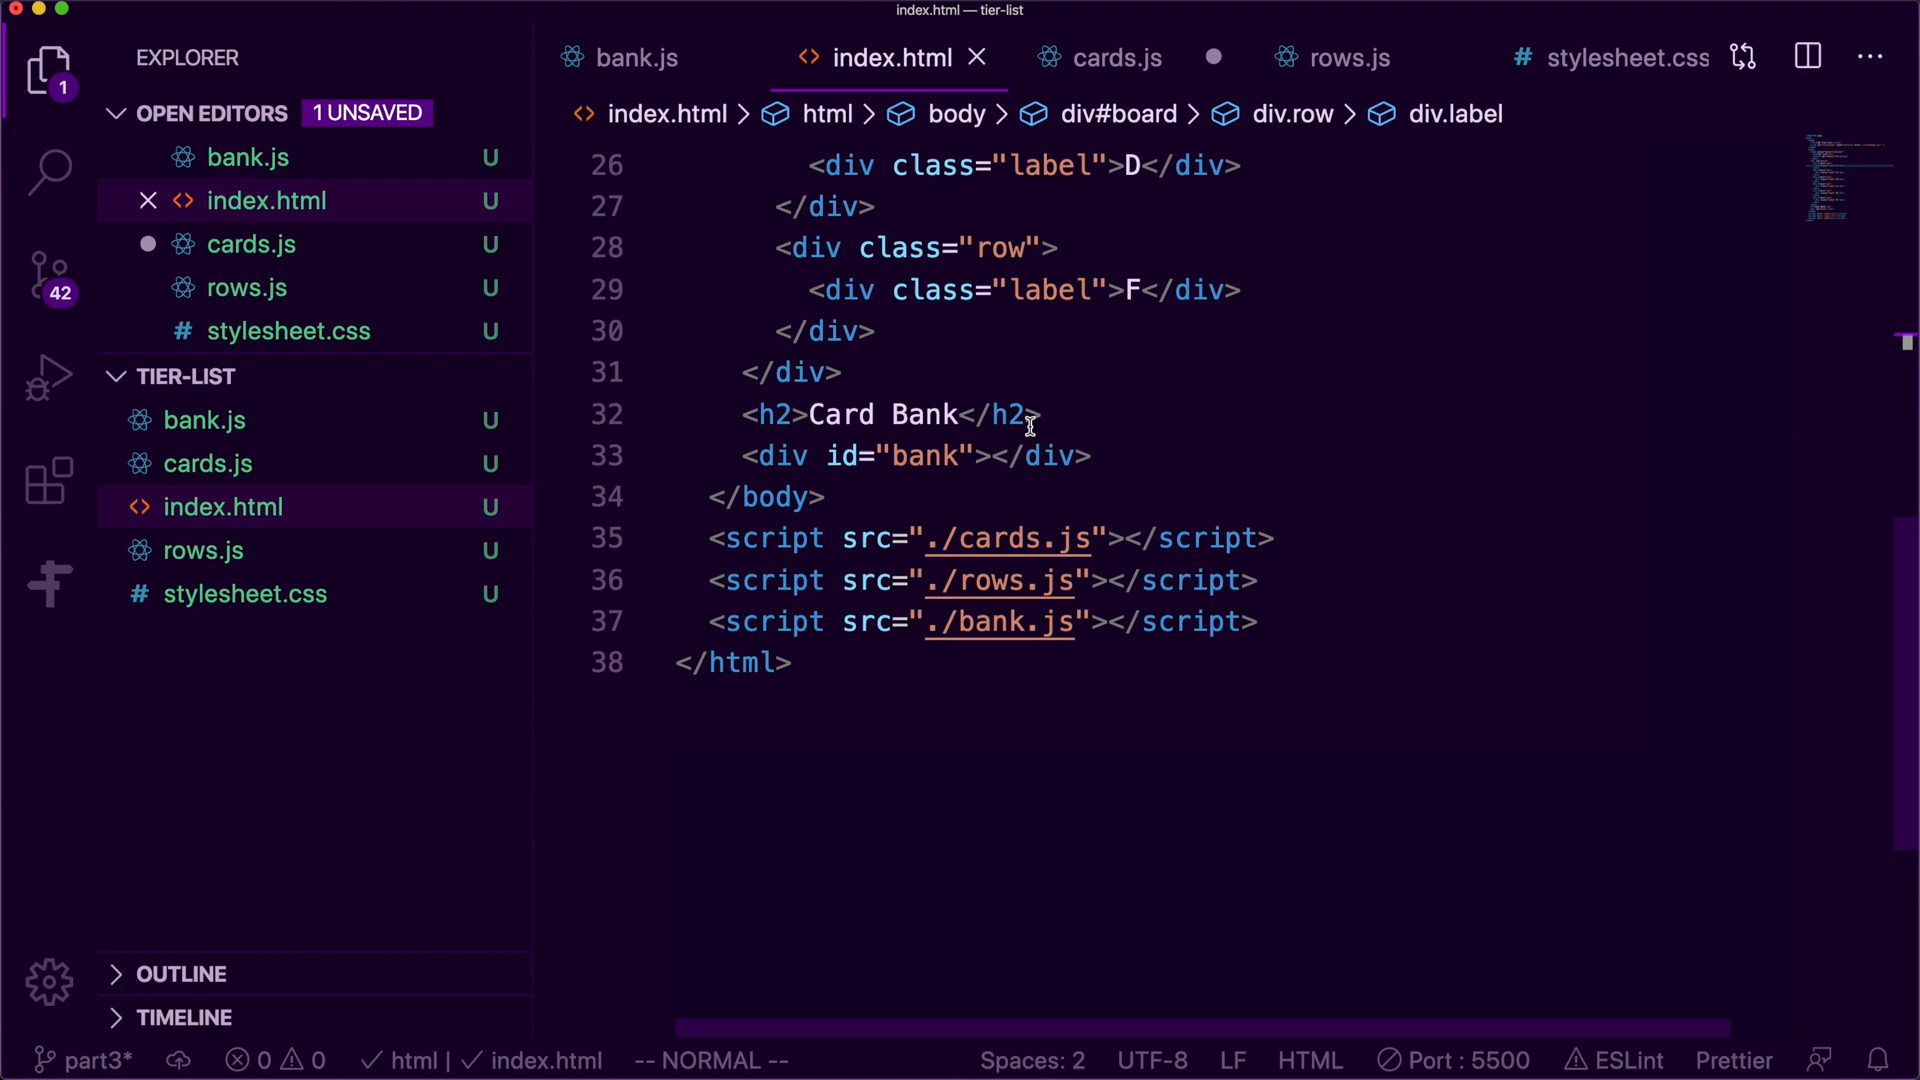 index.html — tier-list
EXPLORER
1
OPEN EDITORS 1 UNSAVED
bank.js U
index.html U
cards.js U
rows.js U
stylesheet.css U
42
TIER-LIST
bank.js U
cards.js U
index.html U
rows.js U
stylesheet.css U
OUTLINE
TIMELINE
bank.js index.html cards.js rows.js stylesheet.css
index.html > html > body > div#board > div.row > div.label
26 <div class="label">D</div>
27 </div>
28 <div class="row">
29 <div class="label">F</div>
30 </div>
31 </div>
32 <h2>Card Bank</h2>
33 <div id="bank"></div>
34 </body>
35 <script src="./cards.js"></script>
36 <script src="./rows.js"></script>
37 <script src="./bank.js"></script>
38 </html>
part3* 0 0 html | index.html -- NORMAL -- Spaces: 2 UTF-8 LF HTML Port : 5500 ESLint Prettier